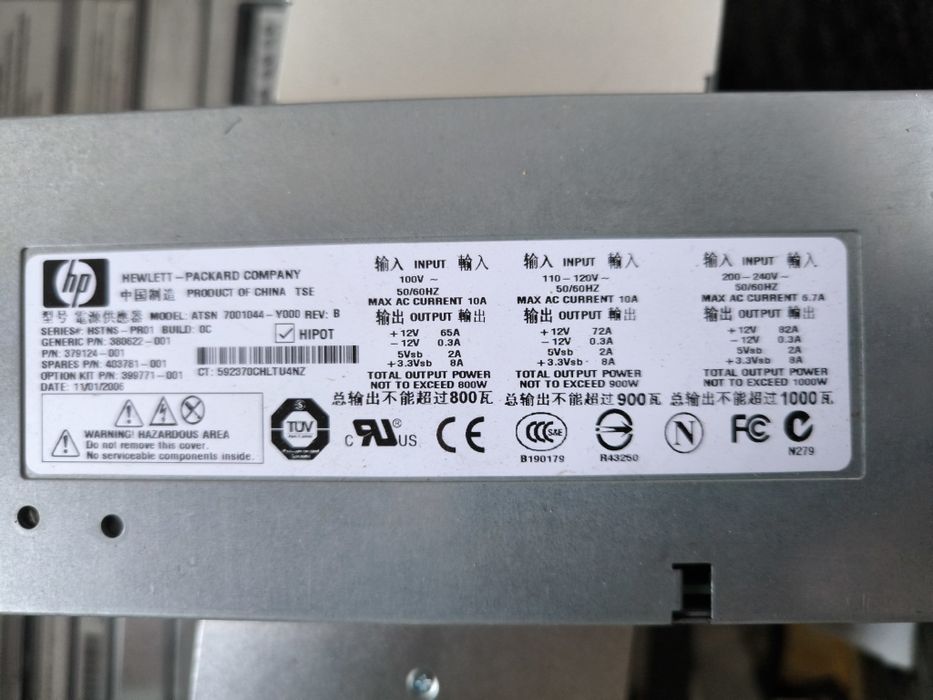 hp
HEWLETT-PACKARD COMPANY
中国制造 PRODUCT OF CHINA TSE
型号 電源供應器 MODEL: ATSN 7001044-Y000 REV: B
SERIES#: HSTNS-PR01 BUILD: 0C
HIPOT
GENERIC P/N: 380622-001
P/N: 379124-001
SPARES P/N: 403781-001
OPTION KIT P/N: 399771-001
DATE: 11/01/2006
CT: 592370CHLTU4NZ
WARNING! HAZARDOUS AREA
Do not remove this cover.
No serviceable components inside.
输入 INPUT 輸入
100V ~
50/60HZ
MAX AC CURRENT 10A
输出 OUTPUT 輸出
+12V 65A
-12V 0.3A
5Vsb 2A
+3.3Vsb 8A
TOTAL OUTPUT POWER
NOT TO EXCEED 800W
总输出不能超过800瓦
输入 INPUT 輸入
110-120V ~
50/60HZ
MAX AC CURRENT 10A
输出 OUTPUT 輸出
+12V 72A
-12V 0.3A
5Vsb 2A
+3.3Vsb 8A
TOTAL OUTPUT POWER
NOT TO EXCEED 900W
总输出不能超过900瓦
输入 INPUT 輸入
200-240V ~
50/60HZ
MAX AC CURRENT 6.7A
输出 OUTPUT 輸出
+12V 82A
-12V 0.3A
5Vsb 2A
+3.3Vsb 8A
TOTAL OUTPUT POWER
NOT TO EXCEED 1000W
总输出不能超过1000瓦
TÜV
C RU® US
CE
CCC S&E
B190179
R43260
N
FC
N279